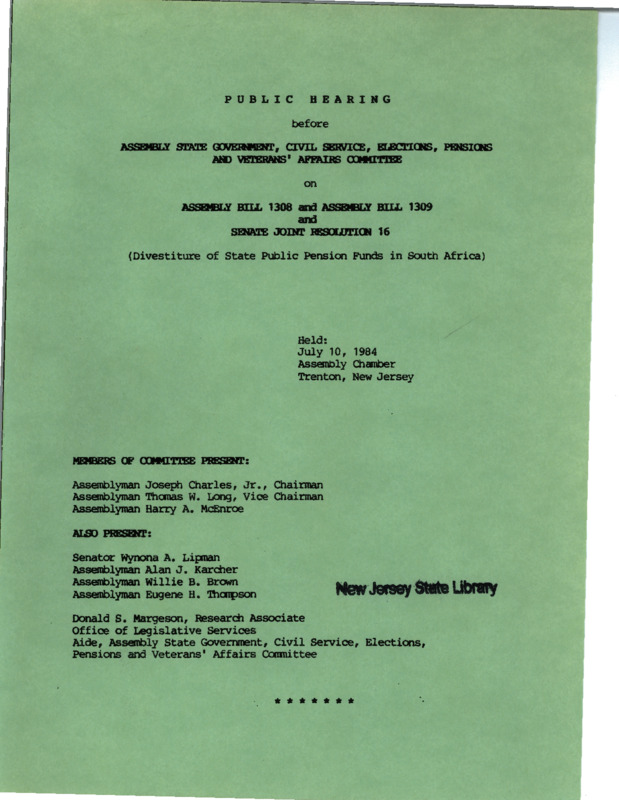 PUBLIC HEARING
before
ASSEMBLY STATE GOVERNMENT, CIVIL SERVICE, ELECTIONS, PENSIONS
AND VETERANS' AFFAIRS COMMITTEE
on
ASSEMBLY BILL 1308 and ASSEMBLY BILL 1309
and
SENATE JOINT RESOLUTION 16
(Divestiture of State Public Pension Funds in South Africa)
Held:
July 10, 1984
Assembly Chamber
Trenton, New Jersey
MEMBERS OF COMMITTEE PRESENT:
Assemblyman Joseph Charles, Jr., Chairman
Assemblyman Thomas W. Long, Vice Chairman
Assemblyman Harry A. McEnroe
ALSO PRESENT:
Senator Wynona A. Lipman
Assemblyman Alan J. Karcher
Assemblyman Willie B. Brown
Assemblyman Eugene H. Thompson
New Jersey State Library
Donald S. Margeson, Research Associate
Office of Legislative Services
Aide, Assembly State Government, Civil Service, Elections,
Pensions and Veterans' Affairs Committee
* * * * * * *